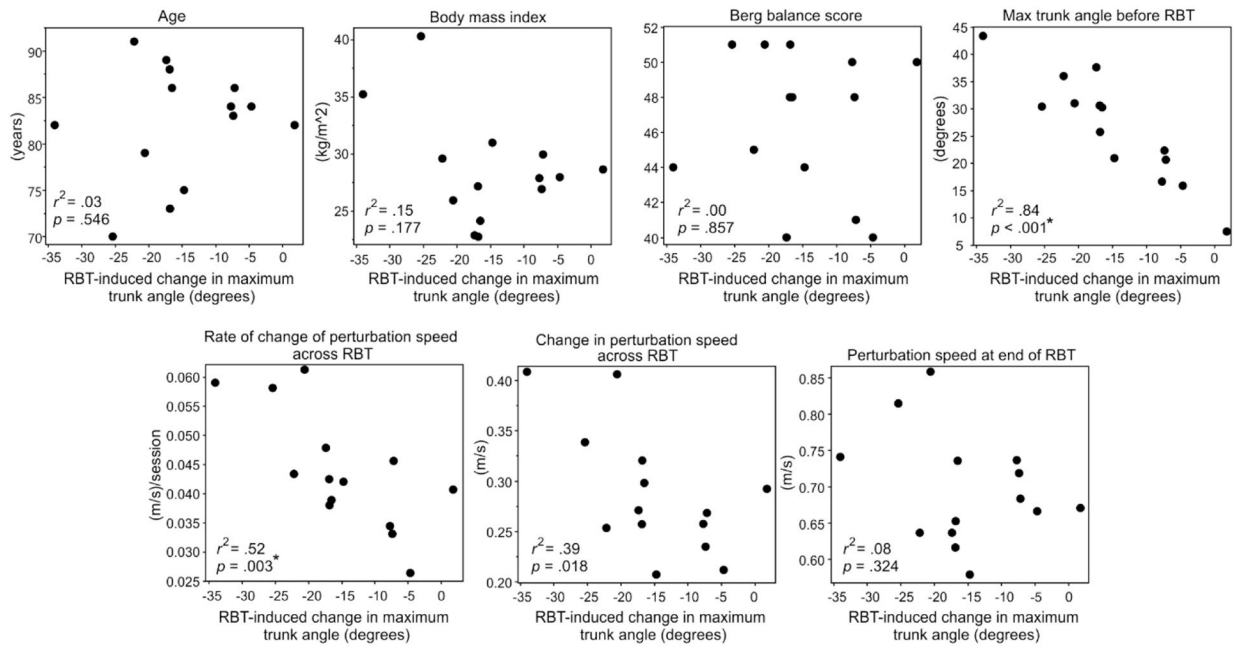 Age
90
85
80
75
70
(years)
-35 -30 -25 -20 -15 -10 -5 0 5
r² = .03
p = .546
RBT-induced change in maximum
trunk angle (degrees)
Body mass index
40
35
30
25
(kg/m^2)
-35 -30 -25 -20 -15 -10 -5 0 5
r² = .15
p = .177
RBT-induced change in maximum
trunk angle (degrees)
Berg balance score
52
50
48
46
44
42
40
-35 -30 -25 -20 -15 -10 -5 0 5
r² = .00
p = .857
RBT-induced change in maximum
trunk angle (degrees)
Max trunk angle before RBT
45
40
35
30
25
20
15
10
5
(degrees)
-35 -30 -25 -20 -15 -10 -5 0
r² = .84
p < .001*
RBT-induced change in maximum
trunk angle (degrees)
Rate of change of perturbation speed
across RBT
0.060
0.055
0.050
0.045
0.040
0.035
0.030
0.025
(m/s)/session
-35 -30 -25 -20 -15 -10 -5 0
r² = .52
p = .003*
RBT-induced change in maximum
trunk angle (degrees)
Change in perturbation speed
across RBT
0.40
0.35
0.30
0.25
0.20
(m/s)
-35 -30 -25 -20 -15 -10 -5 0 5
r² = .39
p = .018
RBT-induced change in maximum
trunk angle (degrees)
Perturbation speed at end of RBT
0.85
0.80
0.75
0.70
0.65
0.60
(m/s)
-35 -30 -25 -20 -15 -10 -5 0 5
r² = .08
p = .324
RBT-induced change in maximum
trunk angle (degrees)